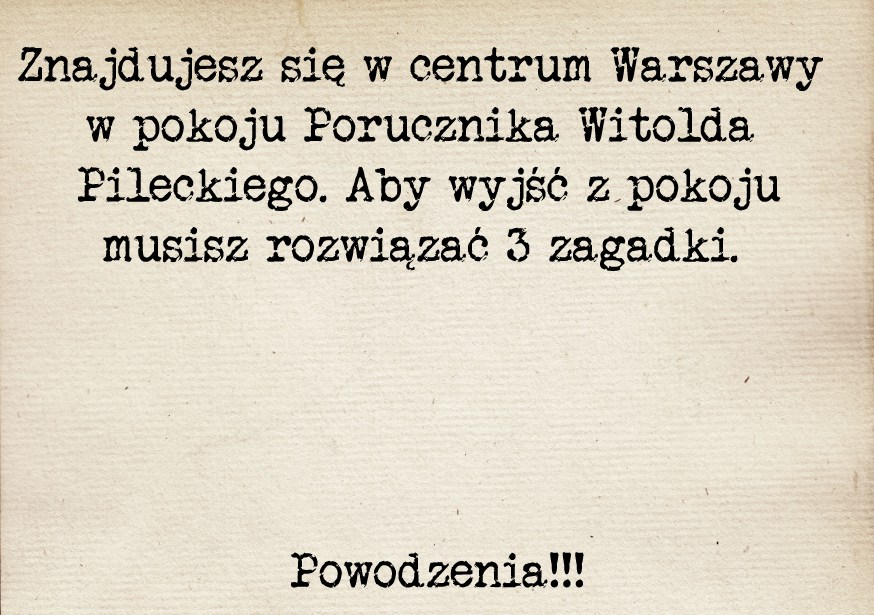 Znajdujesz się w centrum Warszawy
w pokoju Porucznika Witolda
Pileckiego. Aby wyjść z pokoju
musisz rozwiązać 3 zagadki.
Powodzenia!!!